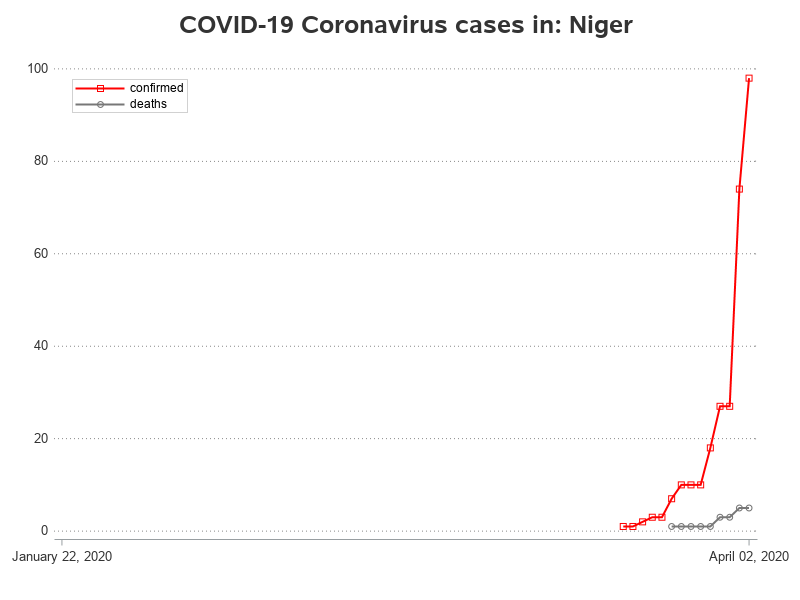 COVID-19 Coronavirus cases in: Niger
100
confirmed
deaths
80
60
40
20
0
January 22, 2020
April 02, 2020